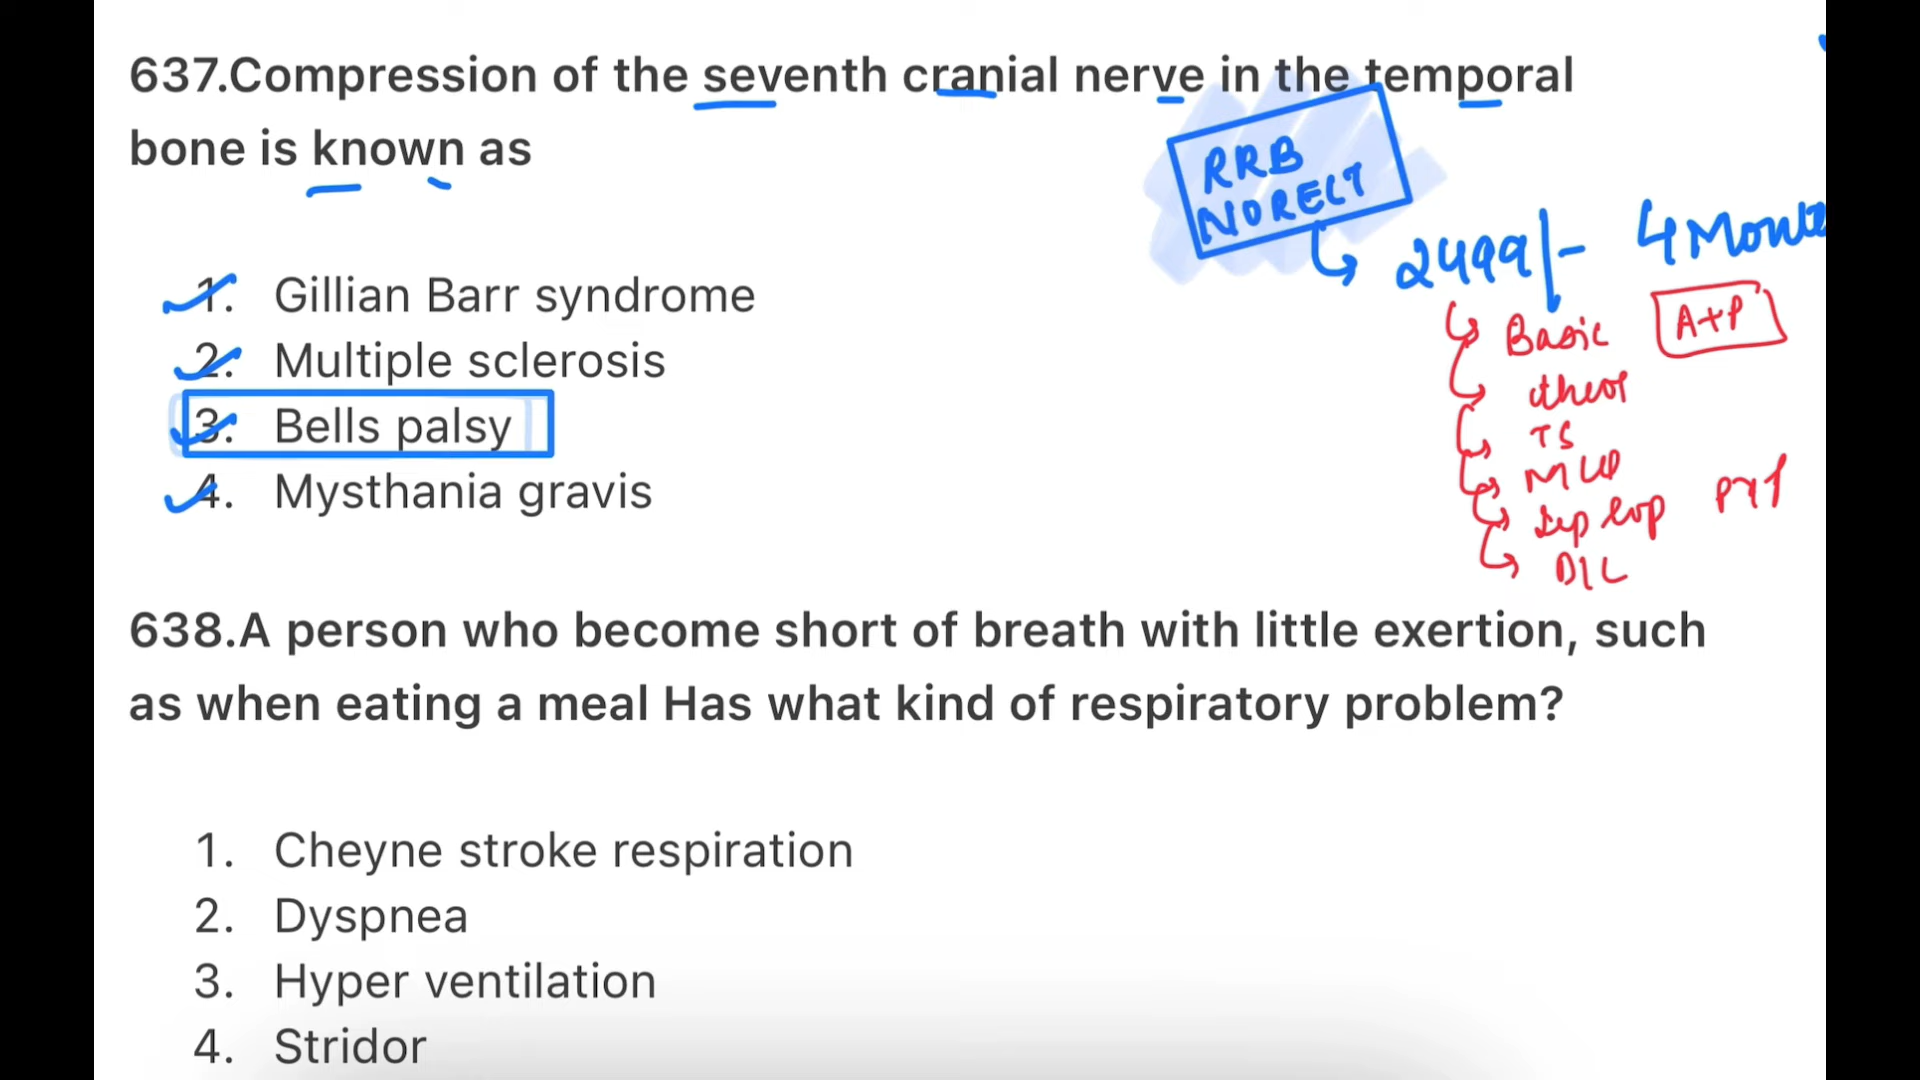 637.Compression of the seventh cranial nerve in the temporal
bone is known as
RRB
NORECT
2499/- 4 Month
1. Gillian Barr syndrome
2. Multiple sclerosis
3. Bells palsy
4. Mysthania gravis
Basic A+P
TS
638.A person who become short of breath with little exertion, such
as when eating a meal Has what kind of respiratory problem?
1. Cheyne stroke respiration
2. Dyspnea
3. Hyper ventilation
4. Stridor